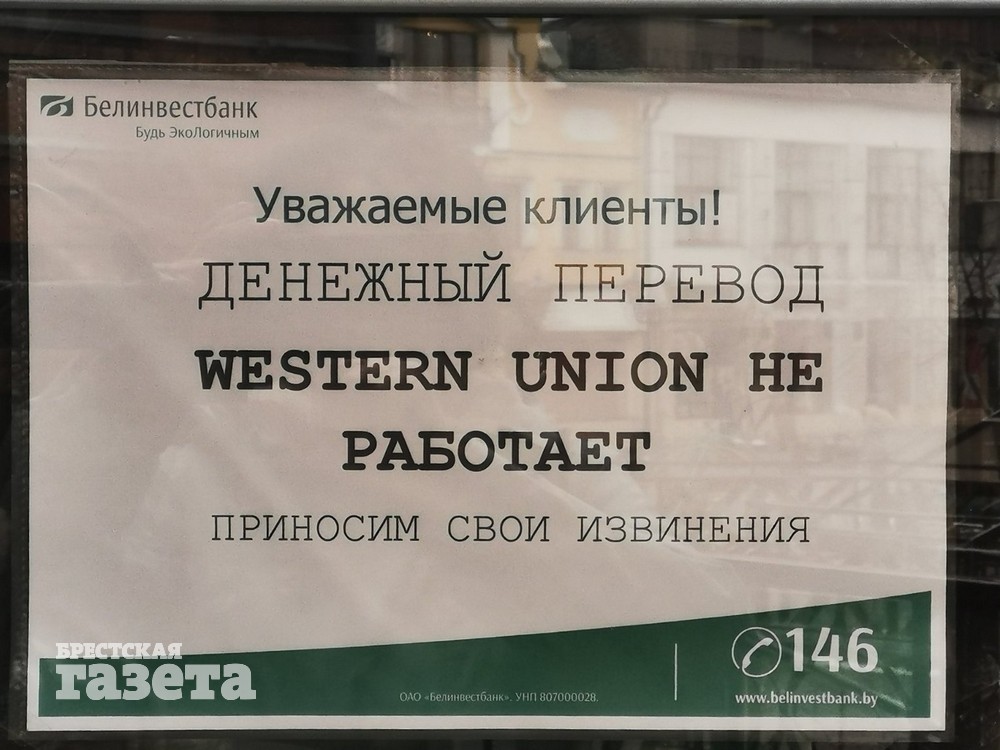 Белинвестбанк
Будь ЭкоЛогичным
Уважаемые клиенты!
ДЕНЕЖНЫЙ ПЕРЕВОД
WESTERN UNION НЕ
РАБОТАЕТ
ПРИНОСИМ СВОИ ИЗВИНЕНИЯ
БРЕСТСКАЯ
газета
ОАО «Белинвестбанк». УНП 807000028.
146
www.belinvestbank.by